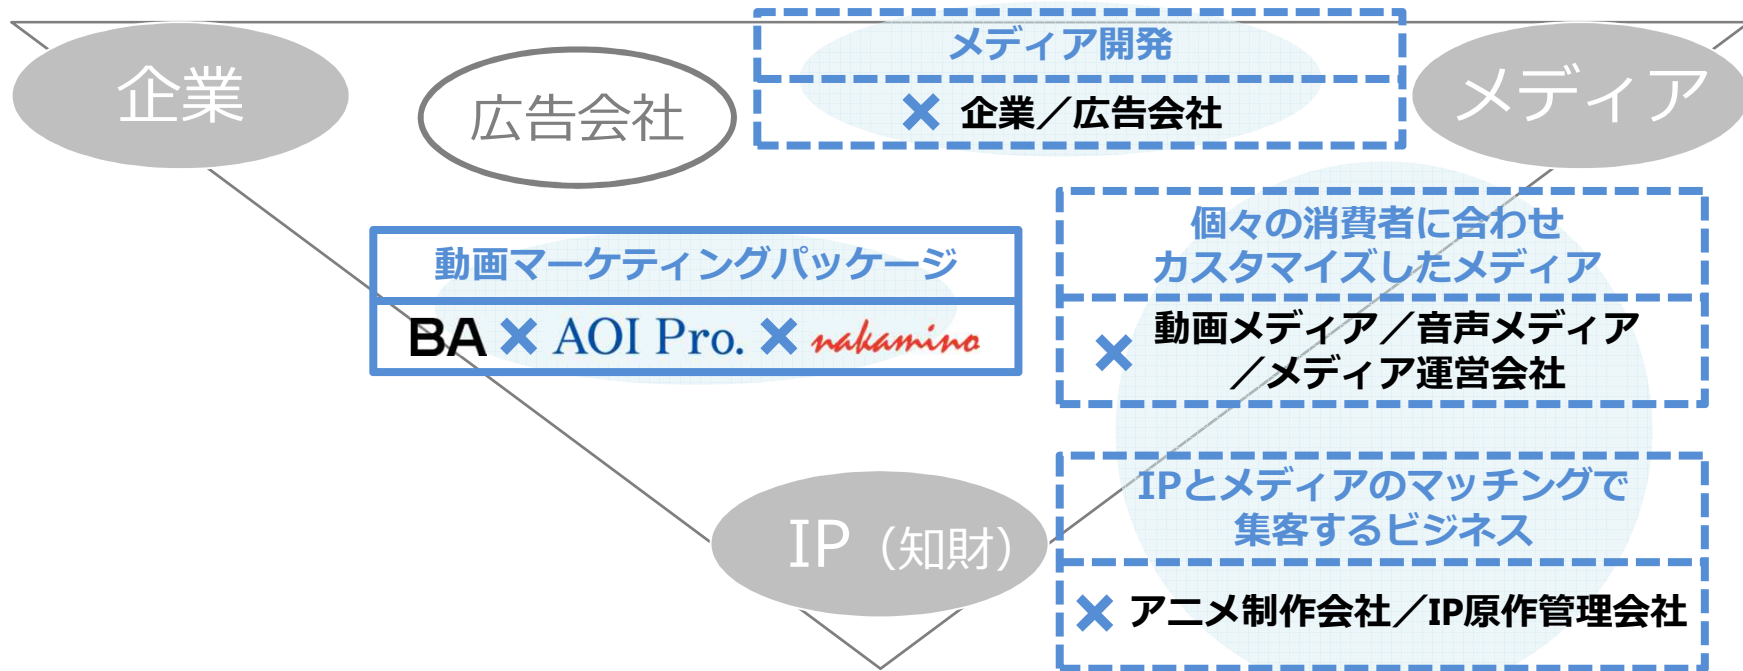 企業
広告会社
メディア開発
× 企業／広告会社
メディア
動画マーケティングパッケージ
BA × AOI Pro. × nakamino
個々の消費者に合わせ
カスタマイズしたメディア
× 動画メディア／音声メディア
／メディア運営会社
IP（知財）
IPとメディアのマッチングで
集客するビジネス
× アニメ制作会社／IP原作管理会社